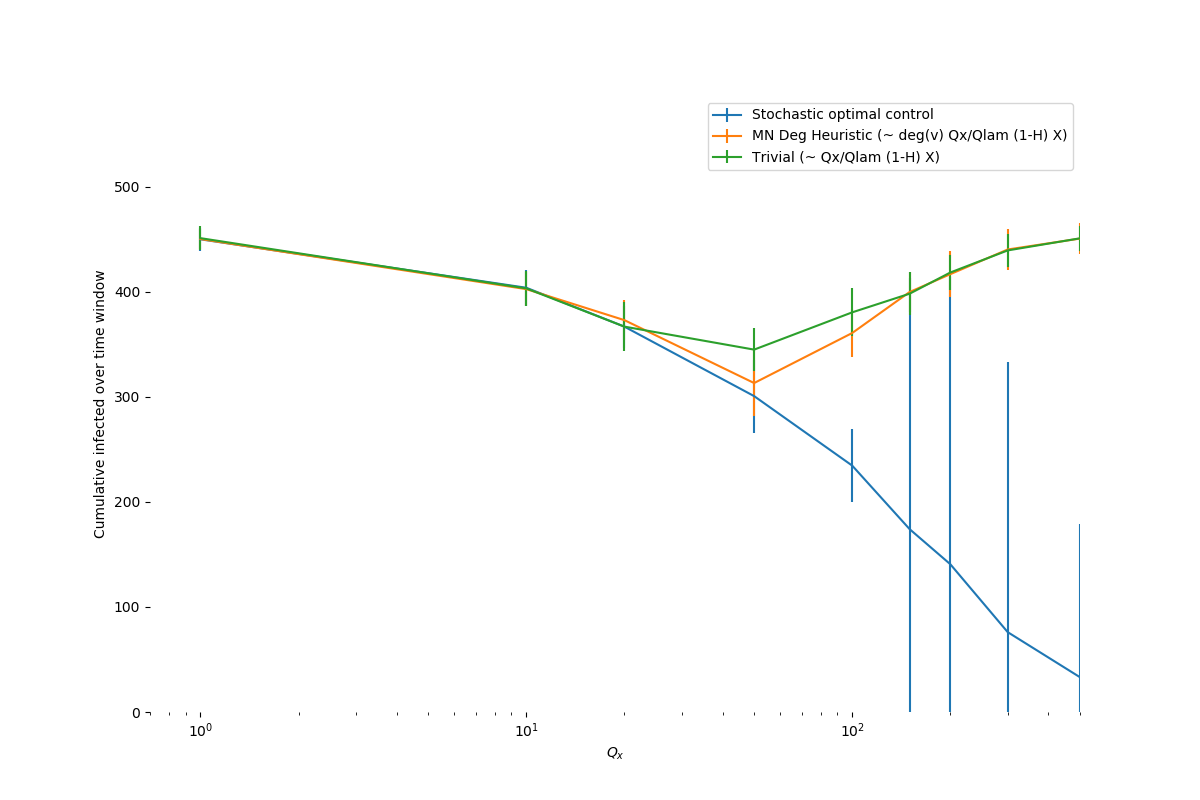 Stochastic optimal control
MN Deg Heuristic (~ deg(v) Qx/Qlam (1-H) X)
Trivial (~ Qx/Qlam (1-H) X)
500
400
300
200
100
0
Cumulative infected over time window
10⁰
10¹
10²
Qₓ